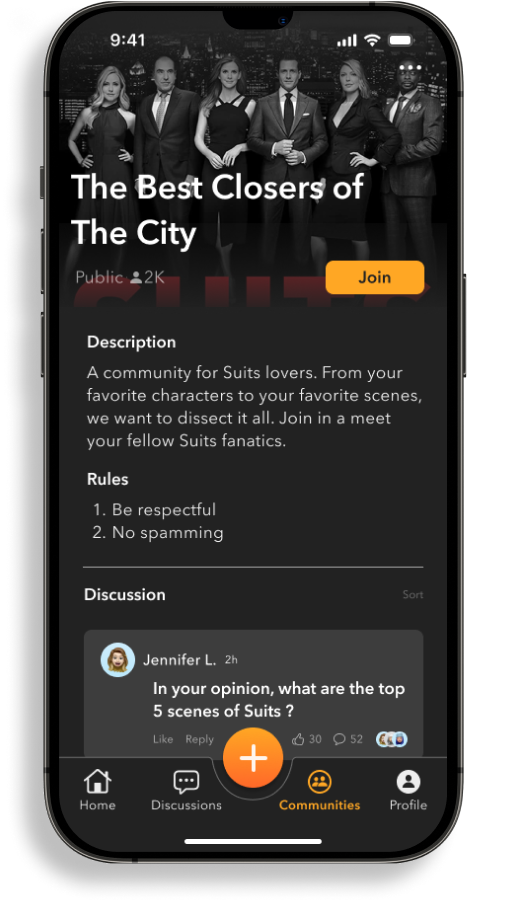 9:41
The Best Closers of
The City
Public 2K
Join
SUITS
Description
A community for Suits lovers. From your
favorite characters to your favorite scenes,
we want to dissect it all. Join in a meet
your fellow Suits fanatics.
Rules
1. Be respectful
2. No spamming
Discussion Sort
Jennifer L. 2h
In your opinion, what are the top
5 scenes of Suits ?
Like Reply 30 52
Home Discussions Communities Profile